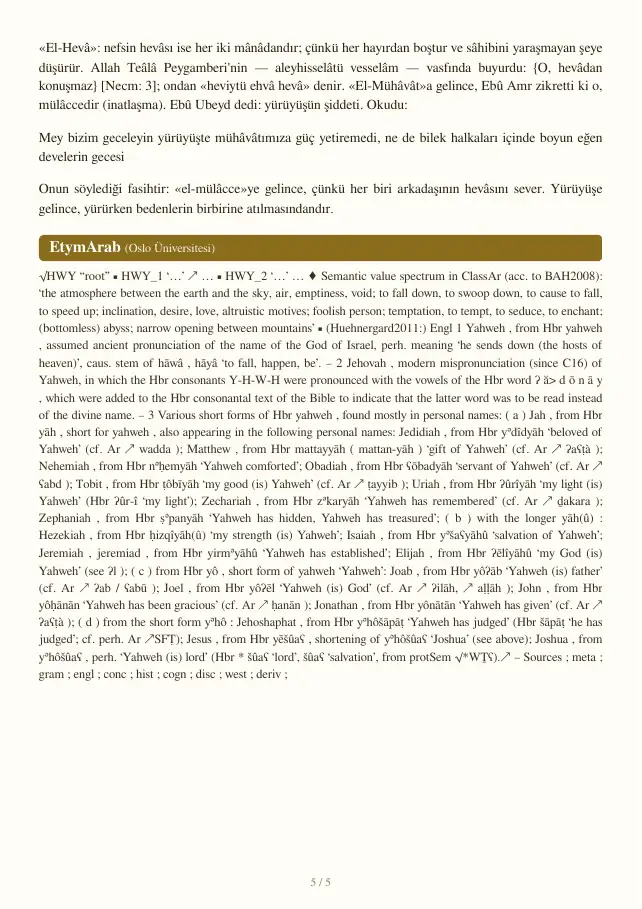 «El-Hevâ»: nefsin hevâsı ise her iki mânâdandır; çünkü her hayırdan boştur ve sâhibini yaraşmayan şeye
düşürür. Allah Teâlâ Peygamberi'nin — aleyhisselâtü vesselâm — vasfında buyurdu: {O, hevâdan
konuşmaz} [Necm: 3]; ondan «heviytü ehvâ hevâ» denir. «El-Mühâvât»a gelince, Ebû Amr zikretti ki o,
mülâccedir (inatlaşma). Ebû Ubeyd dedi: yürüyüşün şiddeti. Okudu:
Mey bizim geceleyin yürüyüşte mühâvâtımıza güç yetiremedi, ne de bilek halkaları içinde boyun eğen
develerin gecesi
Onun söylediği fasihtir: «el-mülâcce»ye gelince, çünkü her biri arkadaşının hevâsını sever. Yürüyüşe
gelince, yürürken bedenlerin birbirine atılmasındandır.
EtymArab (Oslo Üniversitesi)
√HWY “root” ▪ HWY_1 ‘…’ ↗ … ▪ HWY_2 ‘…’ … ♦ Semantic value spectrum in ClassAr (acc. to BAH2008):
‘the atmosphere between the earth and the sky, air, emptiness, void; to fall down, to swoop down, to cause to fall,
to speed up; inclination, desire, love, altruistic motives; foolish person; temptation, to tempt, to seduce, to enchant;
(bottomless) abyss; narrow opening between mountains’ ▪ (Huehnergard2011:) Engl 1 Yahweh , from Hbr yahweh
, assumed ancient pronunciation of the name of the God of Israel, perh. meaning ‘he sends down (the hosts of
heaven)’, caus. stem of hāwâ , hāyâ ‘to fall, happen, be’. – 2 Jehovah , modern mispronunciation (since C16) of
Yahweh, in which the Hbr consonants Y-H-W-H were pronounced with the vowels of the Hbr word ʔ ä> d ō n ā y
, which were added to the Hbr consonantal text of the Bible to indicate that the latter word was to be read instead
of the divine name. – 3 Various short forms of Hbr yahweh , found mostly in personal names: ( a ) Jah , from Hbr
yāh , short for yahweh , also appearing in the following personal names: Jedidiah , from Hbr yᵊdīdyāh ‘beloved of
Yahweh’ (cf. Ar ↗ wadda ); Matthew , from Hbr mattayyāh ( mattan-yāh ) ‘gift of Yahweh’ (cf. Ar ↗ ʔaʕṭà );
Nehemiah , from Hbr nᵊḥemyāh ‘Yahweh comforted’; Obadiah , from Hbr ʕōbadyāh ‘servant of Yahweh’ (cf. Ar ↗
ʕabd ); Tobit , from Hbr ṭôbīyāh ‘my good (is) Yahweh’ (cf. Ar ↗ ṭayyib ); Uriah , from Hbr ʔûrîyāh ‘my light (is)
Yahweh’ (Hbr ʔûr-î ‘my light’); Zechariah , from Hbr zᵊkaryāh ‘Yahweh has remembered’ (cf. Ar ↗ ḏakara );
Zephaniah , from Hbr ṣᵊpanyāh ‘Yahweh has hidden, Yahweh has treasured’; ( b ) with the longer yāh(û) :
Hezekiah , from Hbr ḥizqîyāh(û) ‘my strength (is) Yahweh’; Isaiah , from Hbr yᵊšaʕyāhû ‘salvation of Yahweh’;
Jeremiah , jeremiad , from Hbr yirmᵊyāhû ‘Yahweh has established’; Elijah , from Hbr ʔēlîyāhû ‘my God (is)
Yahweh’ (see ʔl ); ( c ) from Hbr yô , short form of yahweh ‘Yahweh’: Joab , from Hbr yôʔāb ‘Yahweh (is) father’
(cf. Ar ↗ ʔab / ʕabū ); Joel , from Hbr yôʔēl ‘Yahweh (is) God’ (cf. Ar ↗ ʔilāh, ↗ aḷḷāh ); John , from Hbr
yôḥānān ‘Yahweh has been gracious’ (cf. Ar ↗ ḥanān ); Jonathan , from Hbr yônātān ‘Yahweh has given’ (cf. Ar ↗
ʔaʕṭà ); ( d ) from the short form yᵊhô : Jehoshaphat , from Hbr yᵊhôšāpāṭ ‘Yahweh has judged’ (Hbr šāpāṭ ‘he has
judged’; cf. perh. Ar ↗SFṬ); Jesus , from Hbr yēšûaʕ , shortening of yᵊhôšûaʕ ‘Joshua’ (see above); Joshua , from
yᵊhôšûaʕ , perh. ‘Yahweh (is) lord’ (Hbr * šûaʕ ‘lord’, šûaʕ ‘salvation’, from protSem √*WṮʕ).↗ – Sources ; meta ;
gram ; engl ; conc ; hist ; cogn ; disc ; west ; deriv ;
5 / 5